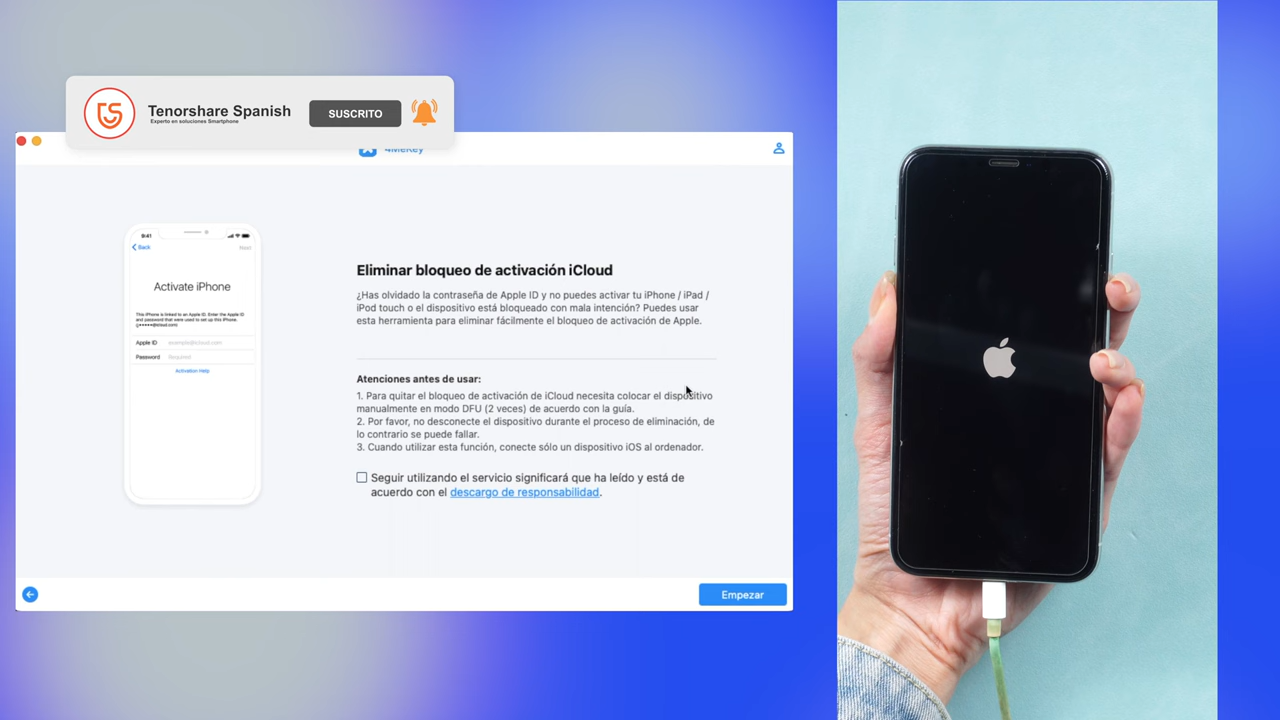 Tenorshare Spanish
Experto en soluciones Smartphone
SUSCRITO
4MeKey
9:41
Back
Next
Activate iPhone
This iPhone is linked to an Apple ID. Enter the Apple ID
and password that were used to set up this iPhone.
(j•••••@icloud.com)
Apple ID example@icloud.com
Password Required
Activation Help
Eliminar bloqueo de activación iCloud
¿Has olvidado la contraseña de Apple ID y no puedes activar tu iPhone / iPad /
iPod touch o el dispositivo está bloqueado con mala intención? Puedes usar
esta herramienta para eliminar fácilmente el bloqueo de activación de Apple.
Atenciones antes de usar:
1. Para quitar el bloqueo de activación de iCloud necesita colocar el dispositivo
manualmente en modo DFU (2 veces) de acuerdo con la guía.
2. Por favor, no desconecte el dispositivo durante el proceso de eliminación, de
lo contrario se puede fallar.
3. Cuando utilizar esta función, conecte sólo un dispositivo iOS al ordenador.
Seguir utilizando el servicio significará que ha leído y está de
acuerdo con el descargo de responsabilidad.
Empezar